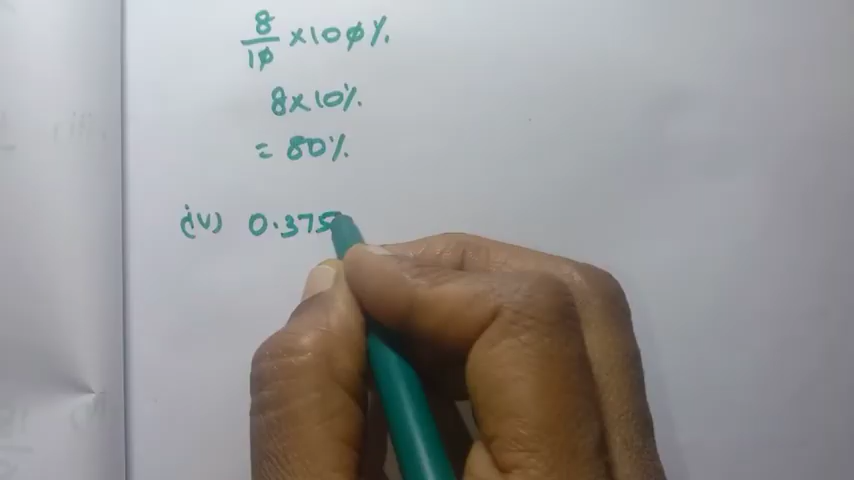 8/10 ×100%
8×10%
= 80%
(iv) 0.375